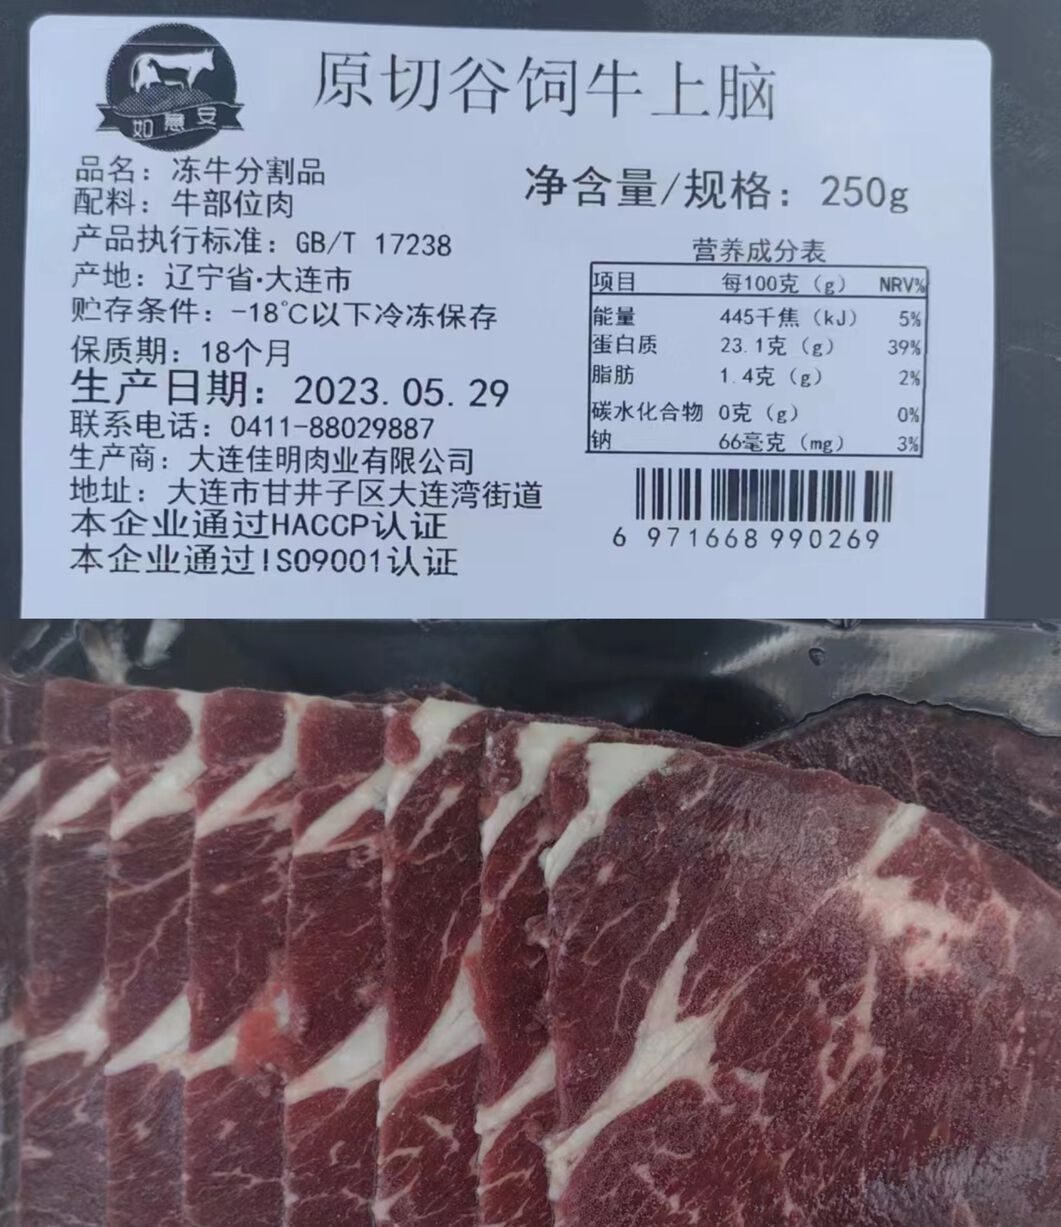 如意安
原切谷饲牛上脑
品名：冻牛分割品
配料：牛部位肉
产品执行标准：GB/T 17238
产地：辽宁省·大连市
贮存条件：-18℃以下冷冻保存
保质期：18个月
生产日期：2023.05.29
联系电话：0411-88029887
生产商：大连佳明肉业有限公司
地址：大连市甘井子区大连湾街道
本企业通过HACCP认证
本企业通过ISO9001认证
净含量/规格：250g
营养成分表
项目 每100克（g） NRV%
能量 445千焦（kJ） 5%
蛋白质 23.1克（g） 39%
脂肪 1.4克（g） 2%
碳水化合物 0克（g） 0%
钠 66毫克（mg） 3%
6 971668 990269